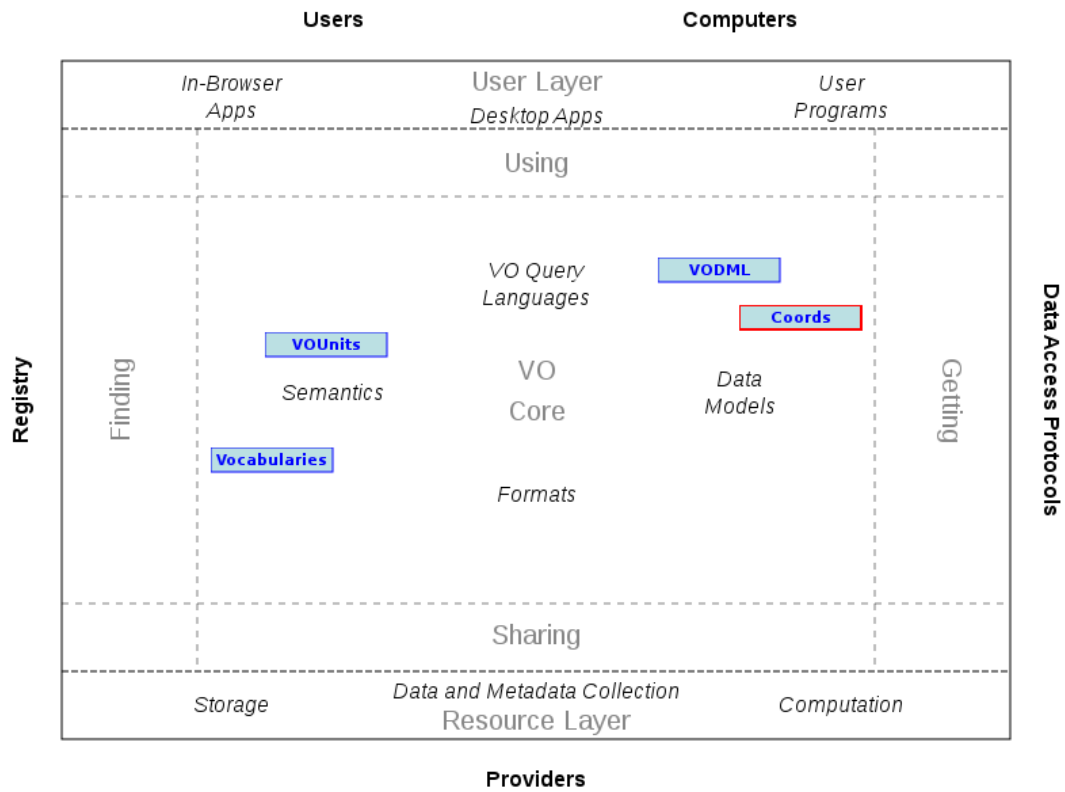 Users
Computers
In-Browser
Apps
User Layer
Desktop Apps
User
Programs
Using
VO Query
Languages
VODML
Coords
VOUnits
Semantics
Vocabularies
VO
Core
Data
Models
Formats
Registry
Finding
Getting
Data Access Protocols
Sharing
Storage
Data and Metadata Collection
Resource Layer
Computation
Providers